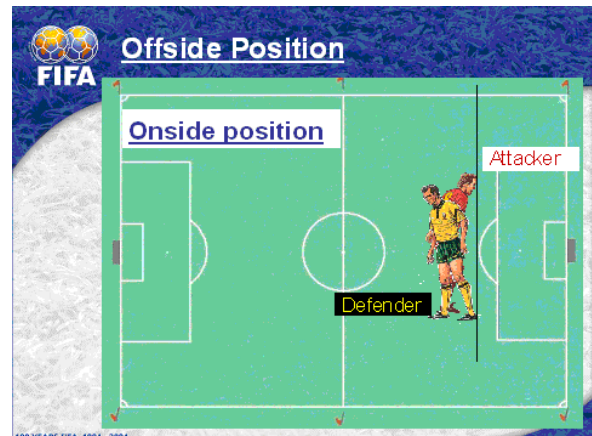 Offside Position
FIFA
Onside position
Attacker
Defender